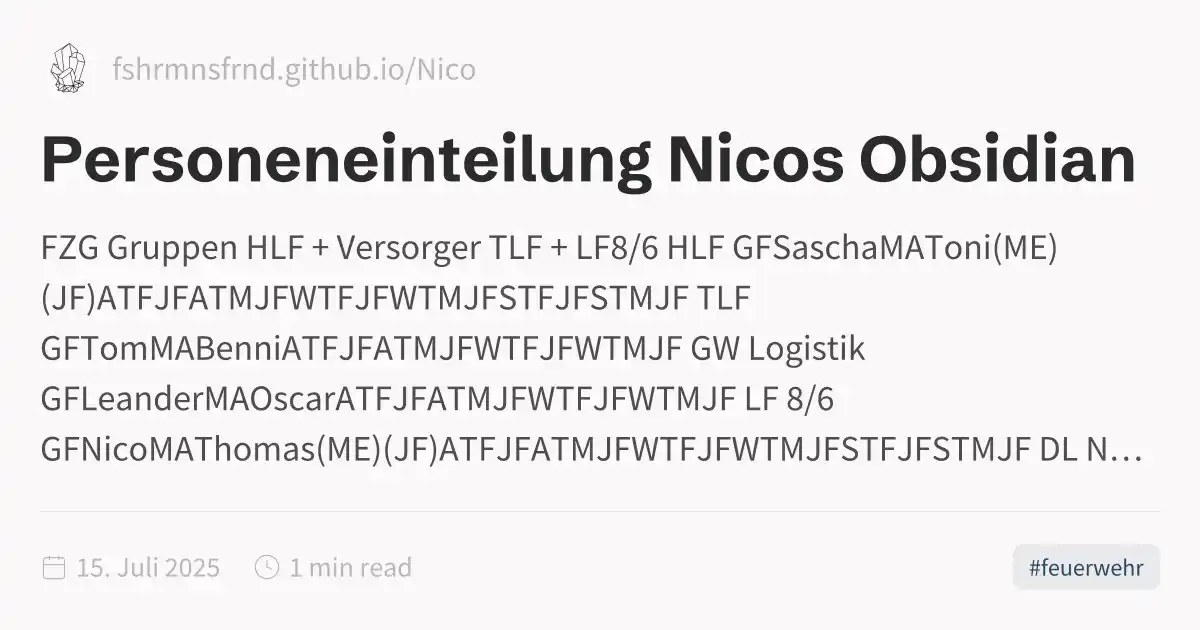 fshrmnsfrnd.github.io/Nico
Personeneinteilung Nicos Obsidian
FZG Gruppen HLF + Versorger TLF + LF8/6 HLF GFSaschaMAToni(ME)
(JF)ATFJFATMJFWTFJFWTMJFSTFJFSTMJF TLF
GFTomMABenniATFJFATMJFWTFJFWTMJF GW Logistik
GFLeanderMAOscarATFJFATMJFWTFJFWTMJF LF 8/6
GFNicoMAThomas(ME)(JF)ATFJFATMJFWTFJFWTMJFSTFJFSTMJF DL N…
15. Juli 2025
1 min read
#feuerwehr